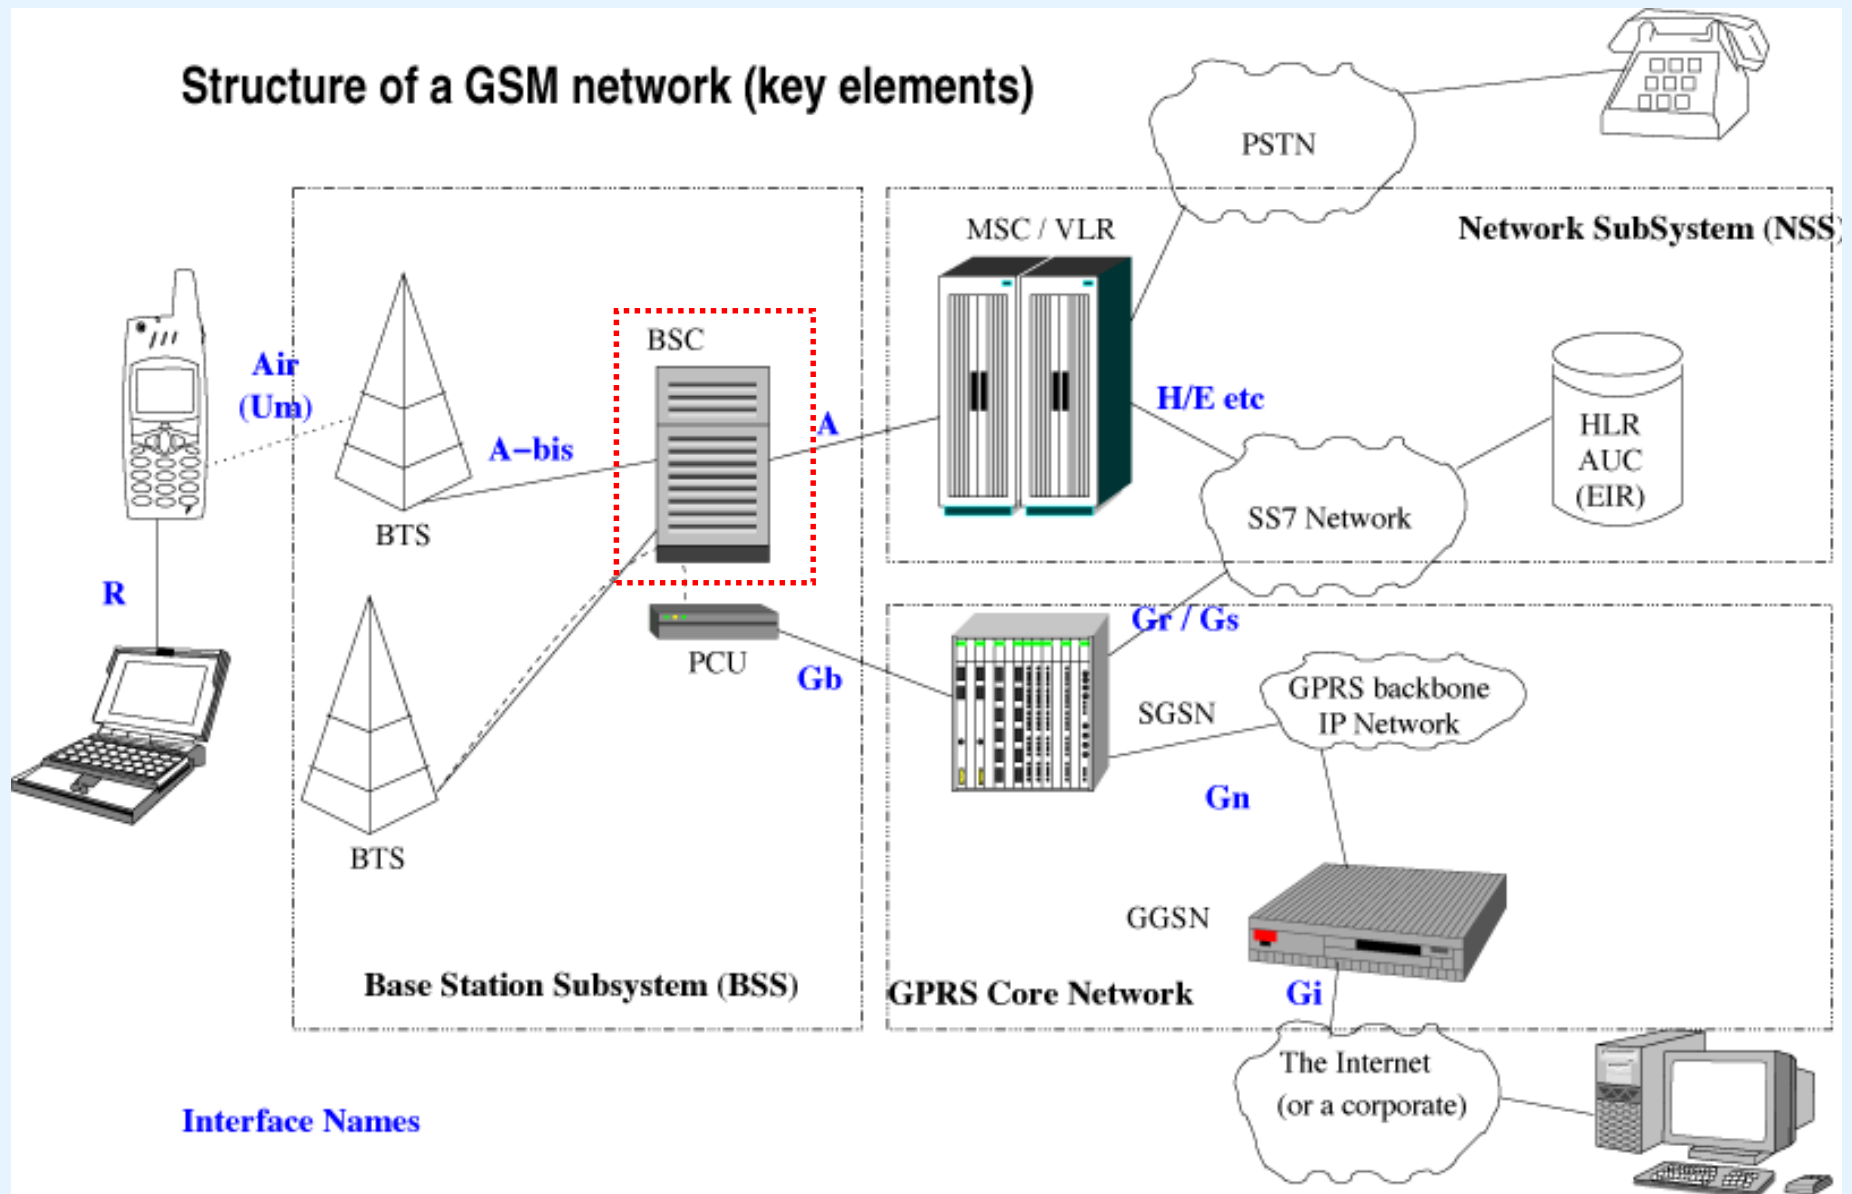 Structure of a GSM network (key elements)
PSTN
MSC / VLR
Network SubSystem (NSS)
BSC
Air
(Um)
A-bis
A
H/E etc
HLR
AUC
(EIR)
SS7 Network
BTS
R
Gr / Gs
PCU
Gb
SGSN
GPRS backbone
IP Network
Gn
BTS
GGSN
Base Station Subsystem (BSS)
GPRS Core Network
Gi
The Internet
(or a corporate)
Interface Names